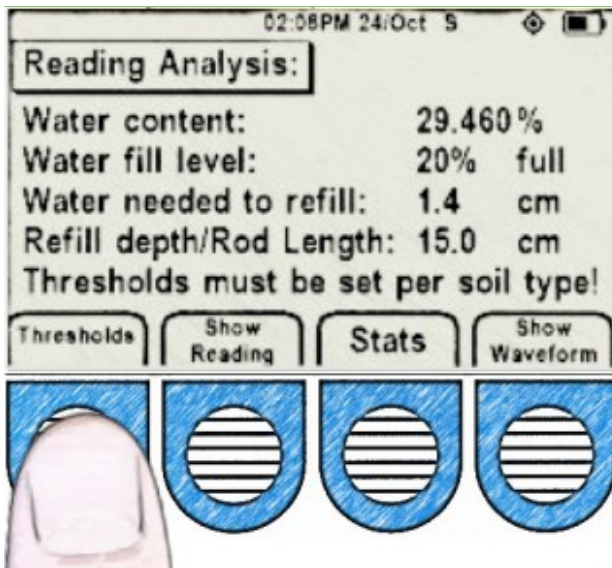 02:08PM 24/Oct S
Reading Analysis:
Water content: 29.460%
Water fill level: 20% full
Water needed to refill: 1.4 cm
Refill depth/Rod Length: 15.0 cm
Thresholds must be set per soil type!
Thresholds Show Reading Stats Show Waveform